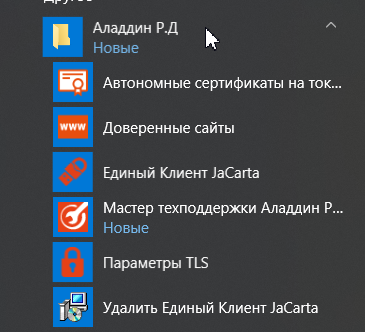 Другое
Аладдин Р.Д
Новые
Автономные сертификаты на ток...
www
Доверенные сайты
Единый Клиент JaCarta
Мастер техподдержки Аладдин Р...
Новые
Параметры TLS
Удалить Единый Клиент JaCarta